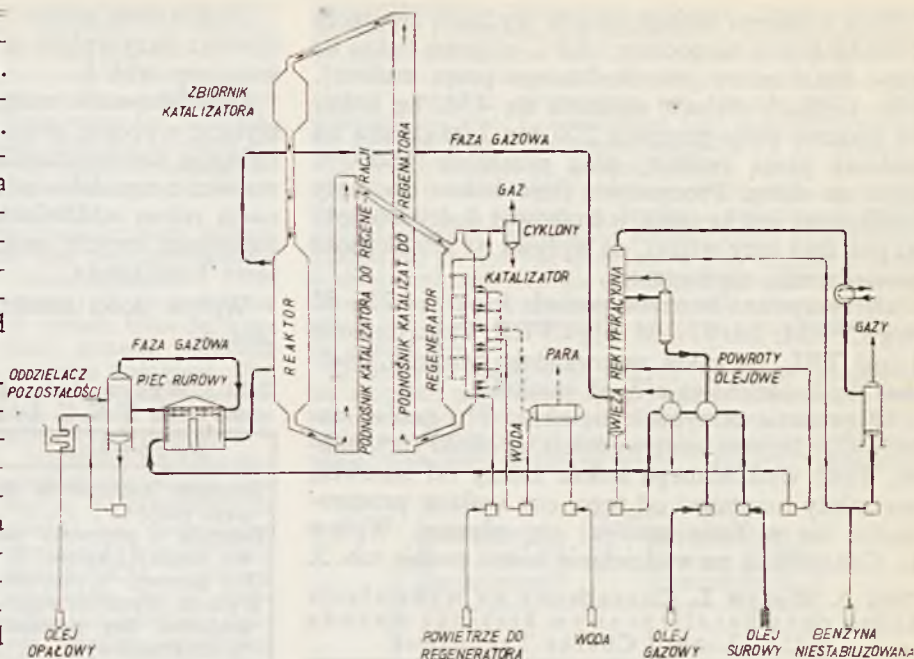 ZBIORNIK
KATALIZATORA
FAZA GAZOWA
GAZ
CYKLONY
KATALIZATOR
REAKTOR
PODNOŚNIK KATALIZATORA DO REGENERACJI
PODNOŚNIK KATALIZAT DO REGENATORA
REGENERATOR
WIEŻA REKTYFIKACYJNA
GAZY
POWROTY
OLEJOWE
PARA
WODA
FAZA GAZOWA
ODDZIELACZ
POZOSTAŁOŚCI
PIEC RUROWY
OLEJ
OPAŁOWY
POWIETRZE DO
REGENERATORA
WODA
OLEJ
GAZOWY
OLEJ
SUROWY
BENZYNA
NIESTABILIZOWANA